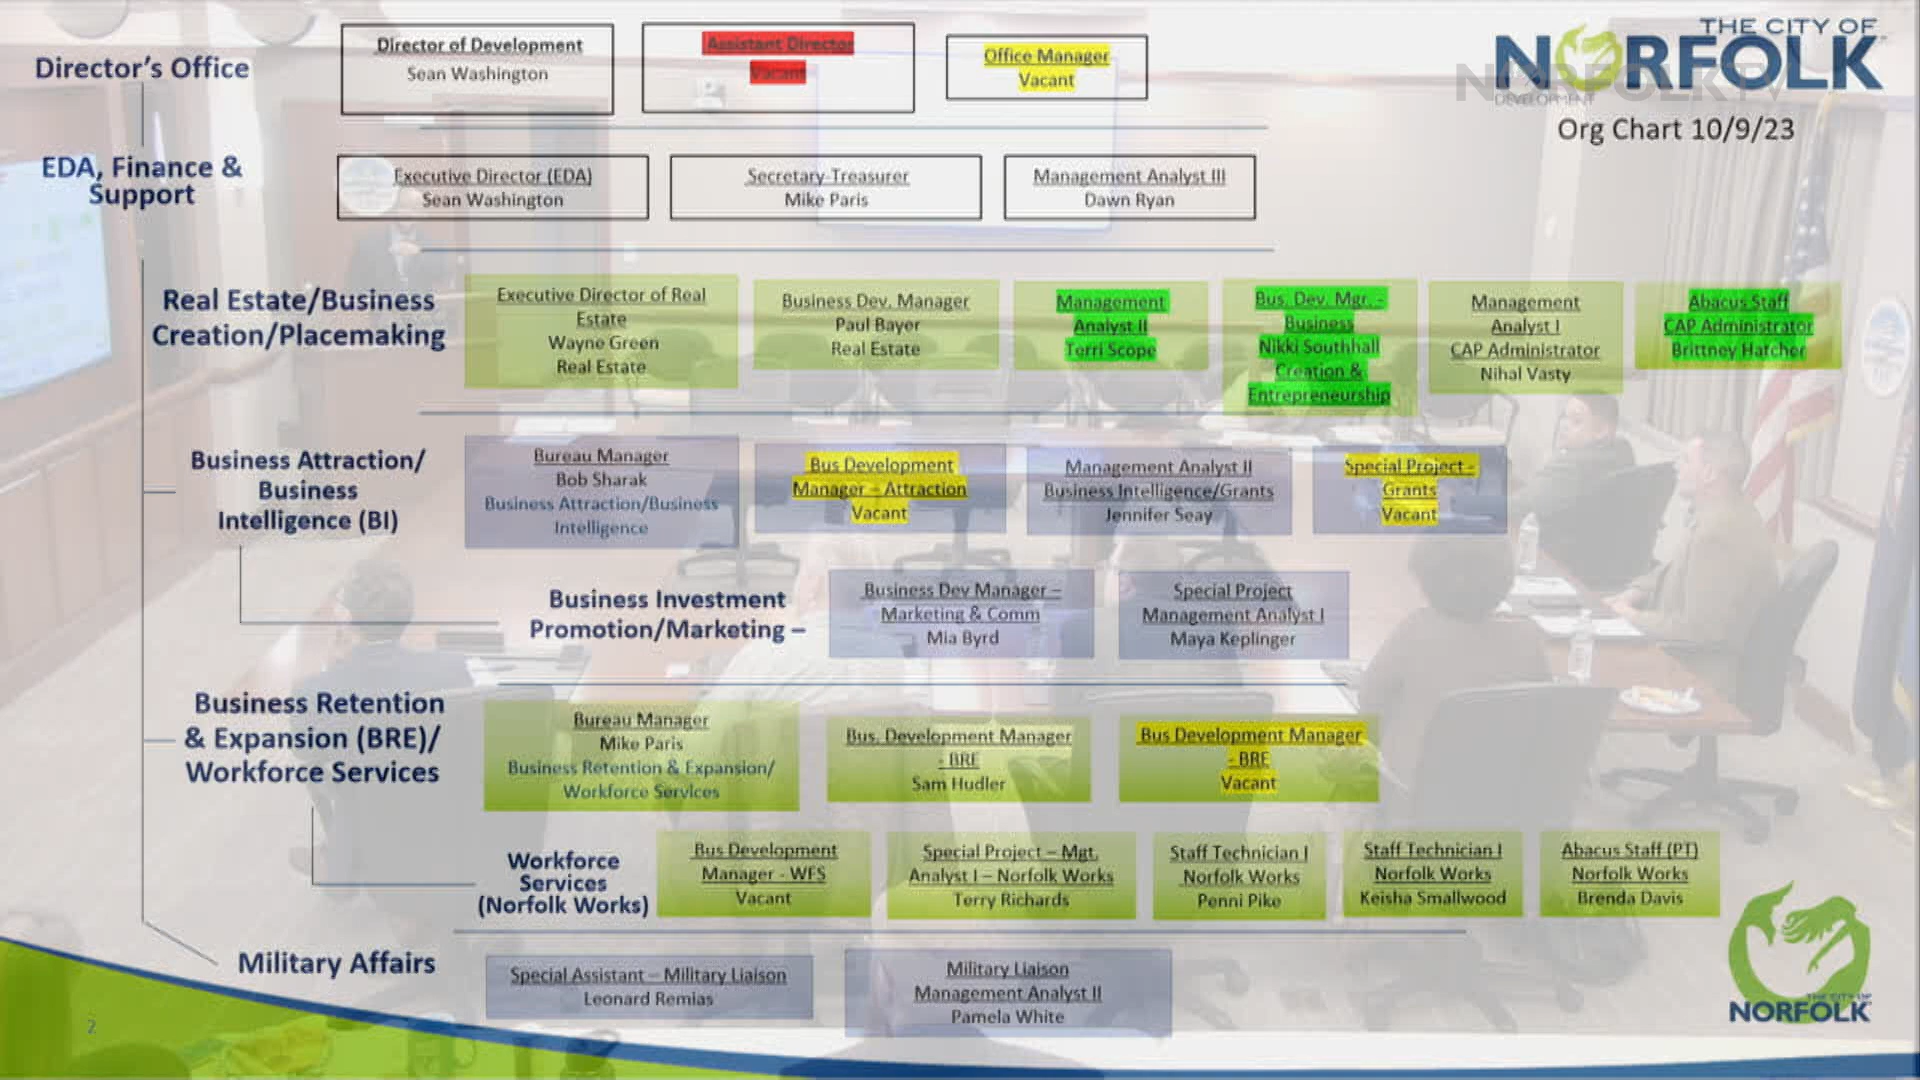 Director's Office
Director of Development
Sean Washington
Assistant Director
Vacant
Office Manager
Vacant
THE CITY OF
NORFOLK
DEVELOPMENT
NORFOLKTV
Org Chart 10/9/23
EDA, Finance &
Support
Executive Director (EDA)
Sean Washington
Secretary-Treasurer
Mike Paris
Management Analyst III
Dawn Ryan
Real Estate/Business
Creation/Placemaking
Executive Director of Real
Estate
Wayne Green
Real Estate
Business Dev. Manager
Paul Bayer
Real Estate
Management
Analyst II
Torri Scope
Bus. Dev. Mgr. -
Business
Nikki Southhall
Creation &
Entrepreneurship
Management
Analyst I
CAP Administrator
Nihal Vasty
Abacus Staff
CAP Administrator
Brittney Hatcher
Business Attraction/
Business
Intelligence (BI)
Bureau Manager
Bob Sharak
Business Attraction/Business
Intelligence
Bus Development
Manager – Attraction
Vacant
Management Analyst II
Business Intelligence/Grants
Jennifer Seay
Special Project -
Grants
Vacant
Business Investment
Promotion/Marketing –
Business Dev Manager –
Marketing & Comm
Mia Byrd
Special Project
Management Analyst I
Maya Keplinger
Business Retention
& Expansion (BRE)/
Workforce Services
Bureau Manager
Mike Paris
Business Retention & Expansion/
Workforce Services
Bus. Development Manager
- BRE
Sam Hudler
Bus Development Manager
- BRE
Vacant
Workforce
Services
(Norfolk Works)
Bus Development
Manager - WFS
Vacant
Special Project – Mgt.
Analyst I – Norfolk Works
Terry Richards
Staff Technician I
Norfolk Works
Penni Pike
Staff Technician I
Norfolk Works
Keisha Smallwood
Abacus Staff (PT)
Norfolk Works
Brenda Davis
Military Affairs
Special Assistant – Military Liaison
Leonard Remias
Military Liaison
Management Analyst II
Pamela White
THE CITY OF
NORFOLK
2